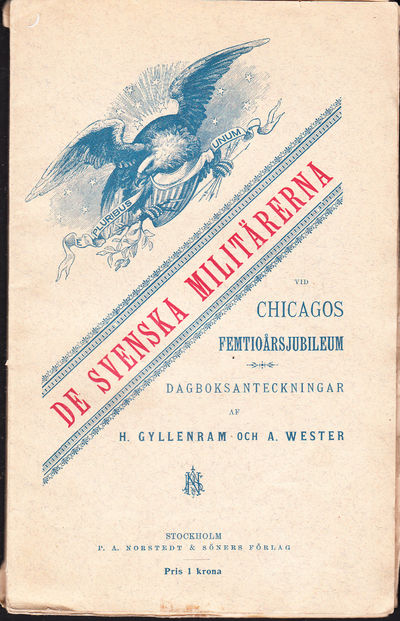 PLURIBUS UNUM
DE SVENSKA MILITÄRERNA
VID
CHICAGOS
FEMTIOÅRSJUBILEUM
DAGBOKSANTECKNINGAR
AF
H. GYLLENRAM OCH A. WESTER
STOCKHOLM
P. A. NORSTEDT & SÖNERS FÖRLAG
Pris 1 krona